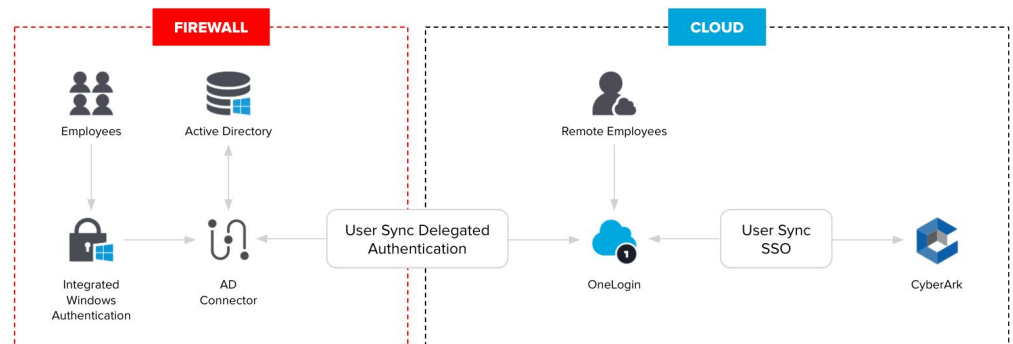 FIREWALL
CLOUD
Employees
Active Directory
Remote Employees
User Sync Delegated
Authentication
User Sync
SSO
1
Integrated
Windows
Authentication
AD
Connector
OneLogin
CyberArk